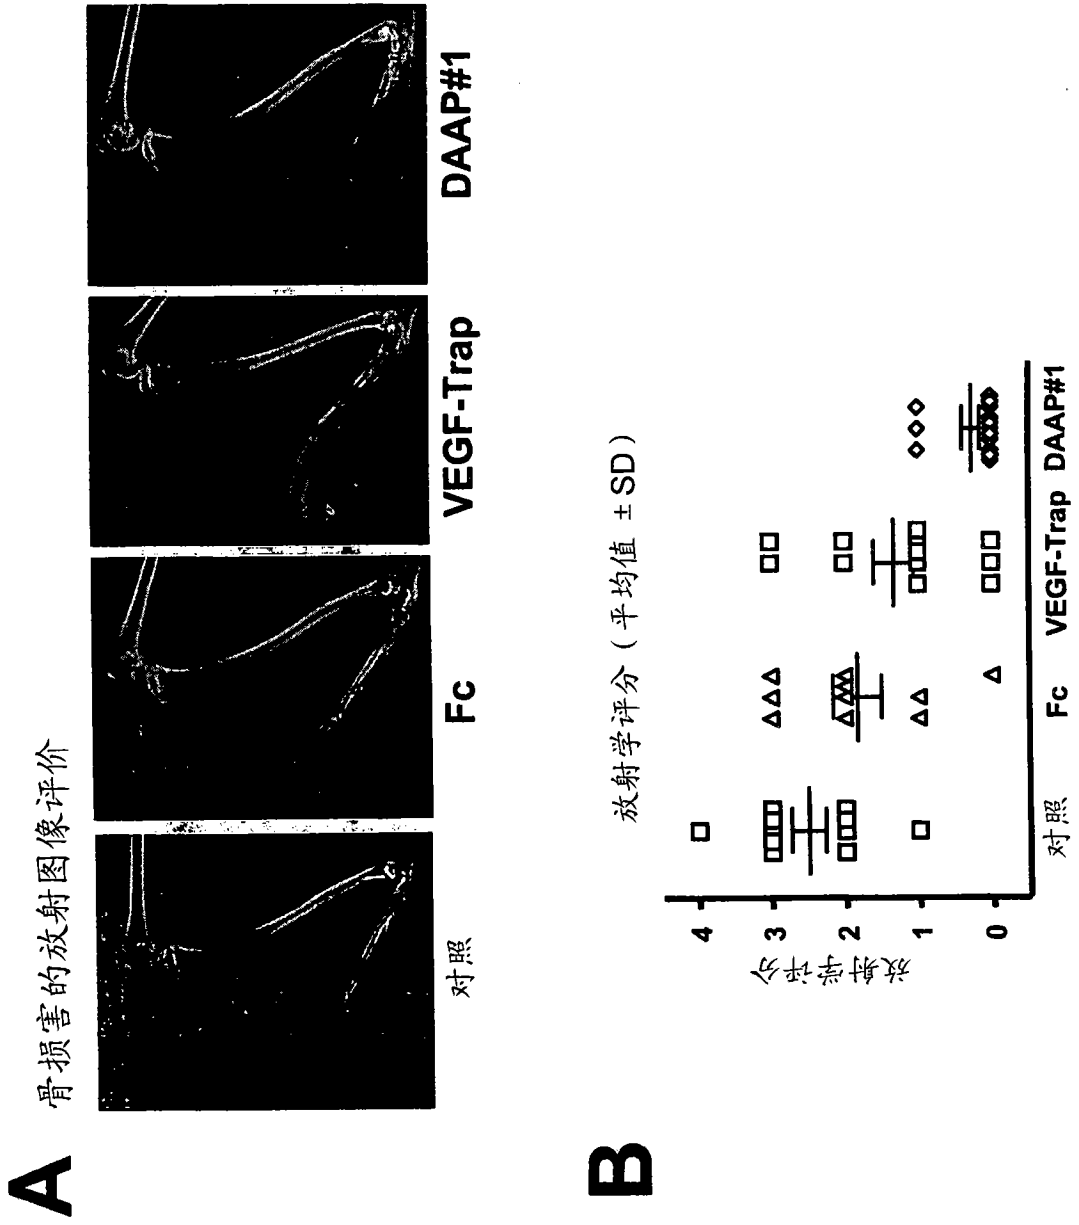 A
骨损害的放射图像评价
对照
Fc
VEGF-Trap
DAAP#1
B
放射学评分（平均值 ± SD）
放射学评分
4
3
2
1
0
对照
Fc
VEGF-Trap
DAAP#1